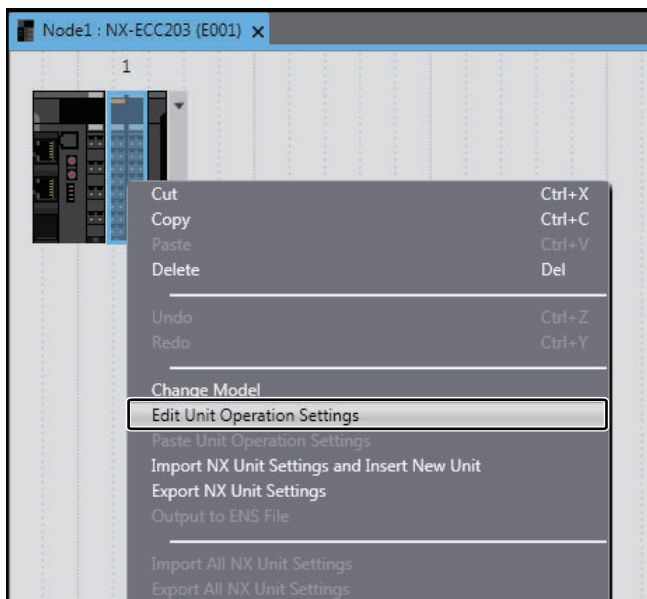 Node1 : NX-ECC203 (E001) ×
1
Cut Ctrl+X
Copy Ctrl+C
Paste Ctrl+V
Delete Del
Undo Ctrl+Z
Redo Ctrl+Y
Change Model
Edit Unit Operation Settings
Paste Unit Operation Settings
Import NX Unit Settings and Insert New Unit
Export NX Unit Settings
Output to ENS File
Import All NX Unit Settings
Export All NX Unit Settings